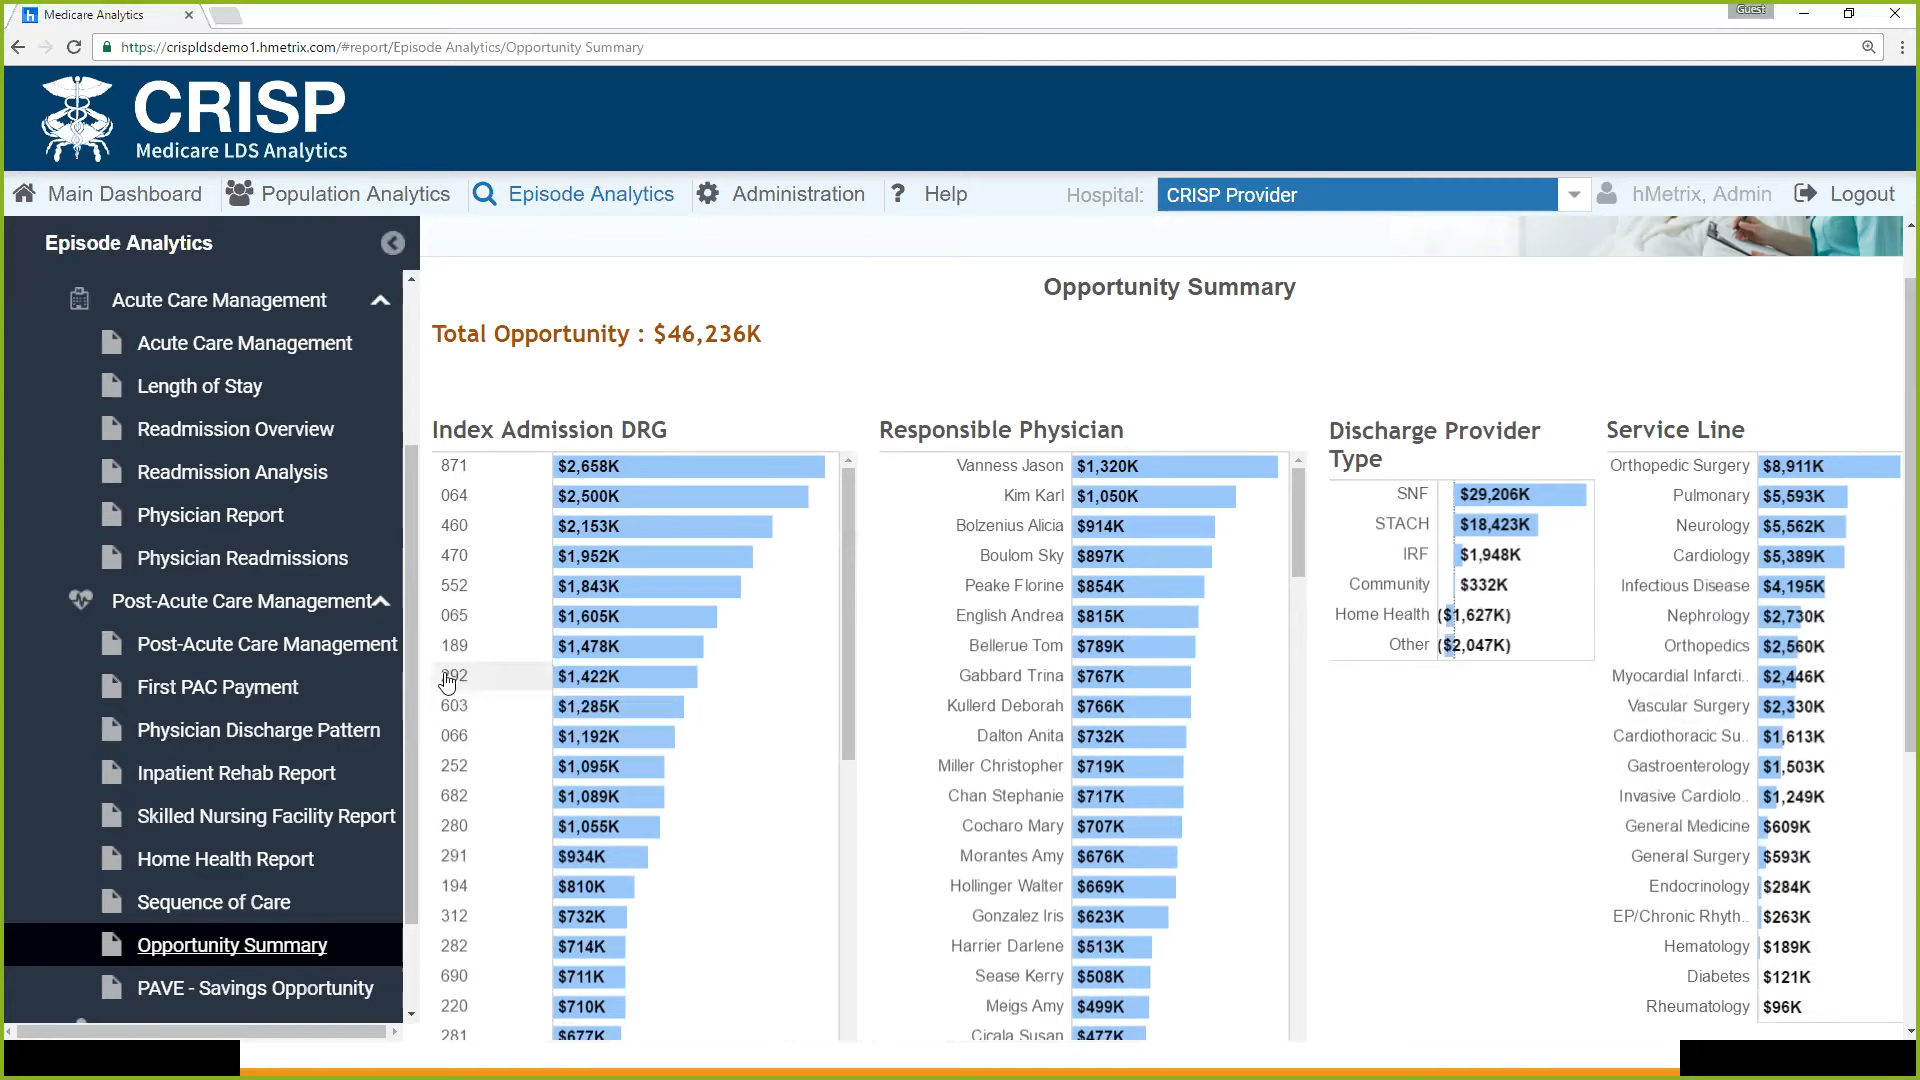 Medicare Analytics
Guest
https://crispldsdemo1.hmetrix.com/#report/Episode Analytics/Opportunity Summary
CRISP
Medicare LDS Analytics
Main Dashboard
Population Analytics
Episode Analytics
Administration
? Help
Hospital:
CRISP Provider
hMetrix, Admin
Logout
Episode Analytics
Acute Care Management
Acute Care Management
Length of Stay
Readmission Overview
Readmission Analysis
Physician Report
Physician Readmissions
Post-Acute Care Management
Post-Acute Care Management
First PAC Payment
Physician Discharge Pattern
Inpatient Rehab Report
Skilled Nursing Facility Report
Home Health Report
Sequence of Care
Opportunity Summary
PAVE - Savings Opportunity
Opportunity Summary
Total Opportunity : $46,236K
Index Admission DRG
871 $2,658K
064 $2,500K
460 $2,153K
470 $1,952K
552 $1,843K
065 $1,605K
189 $1,478K
$1,422K
603 $1,285K
066 $1,192K
252 $1,095K
682 $1,089K
280 $1,055K
291 $934K
194 $810K
312 $732K
282 $714K
690 $711K
220 $710K
281 $677K
Responsible Physician
Vanness Jason $1,320K
Kim Karl $1,050K
Bolzenius Alicia $914K
Boulom Sky $897K
Peake Florine $854K
English Andrea $815K
Bellerue Tom $789K
Gabbard Trina $767K
Kullerd Deborah $766K
Dalton Anita $732K
Miller Christopher $719K
Chan Stephanie $717K
Cocharo Mary $707K
Morantes Amy $676K
Hollinger Walter $669K
Gonzalez Iris $623K
Harrier Darlene $513K
Sease Kerry $508K
Meigs Amy $499K
Cicala Susan $477K
Discharge Provider
Type
SNF $29,206K
STACH $18,423K
IRF $1,948K
Community $332K
Home Health ($1,627K)
Other ($2,047K)
Service Line
Orthopedic Surgery $8,911K
Pulmonary $5,593K
Neurology $5,562K
Cardiology $5,389K
Infectious Disease $4,195K
Nephrology $2,730K
Orthopedics $2,560K
Myocardial Infarcti.. $2,446K
Vascular Surgery $2,330K
Cardiothoracic Su.. $1,613K
Gastroenterology $1,503K
Invasive Cardiolo.. $1,249K
General Medicine $609K
General Surgery $593K
Endocrinology $284K
EP/Chronic Rhyth.. $263K
Hematology $189K
Diabetes $121K
Rheumatology $96K